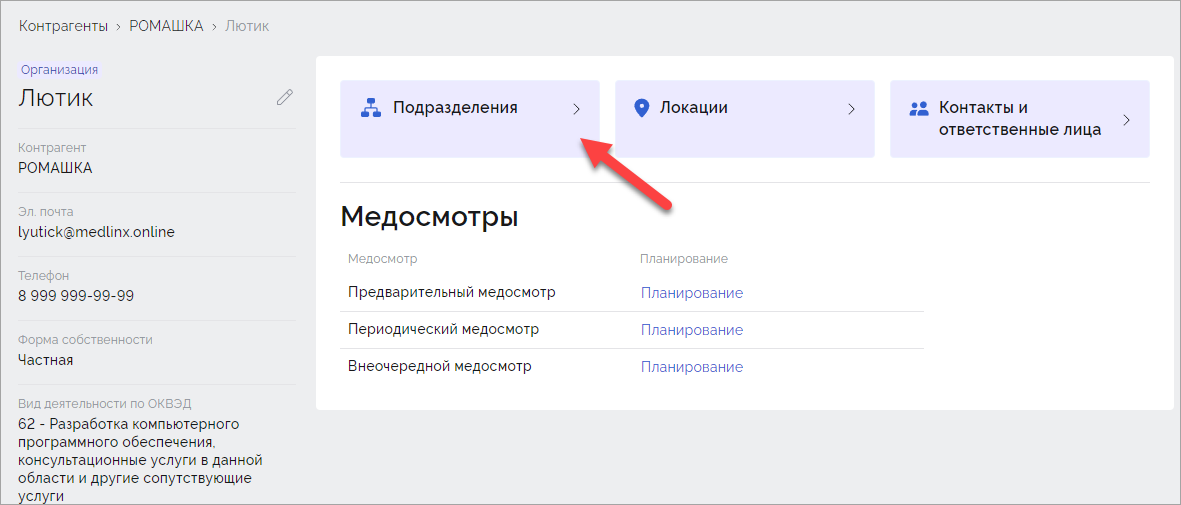 Контрагенты > РОМАШКА > Лютик
Организация
Лютик
Контрагент
РОМАШКА
Эл. почта
lyutick@medlinx.online
Телефон
8 999 999-99-99
Форма собственности
Частная
Вид деятельности по ОКВЭД
62 - Разработка компьютерного
программного обеспечения,
консультационные услуги в данной
области и другие сопутствующие
услуги
Подразделения
Локации
Контакты и
ответственные лица
Медосмотры
Медосмотр Планирование
Предварительный медосмотр Планирование
Периодический медосмотр Планирование
Внеочередной медосмотр Планирование